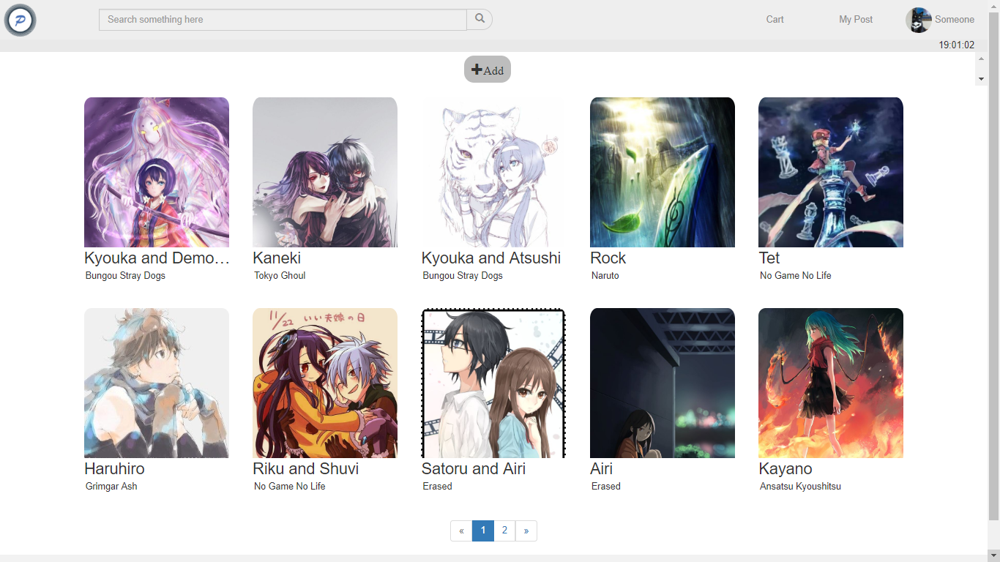 P
Search something here
Cart
My Post
Someone
19:01:02
Add
Kyouka and Demo...
Kaneki
Kyouka and Atsushi
Rock
Tet
Bungou Stray Dogs
Tokyo Ghoul
Bungou Stray Dogs
Naruto
No Game No Life
11/22 いい夫婦の日
Haruhiro
Riku and Shuvi
Satoru and Airi
Airi
Kayano
Grimgar Ash
No Game No Life
Erased
Erased
Ansatsu Kyoushitsu
« 1 2 »